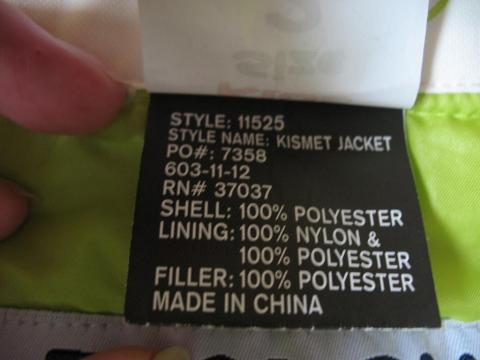 STYLE: 11525
STYLE NAME: KISMET JACKET
PO#: 7358
603-11-12
RN# 37037
SHELL: 100% POLYESTER
LINING: 100% NYLON &
100% POLYESTER
FILLER: 100% POLYESTER
MADE IN CHINA